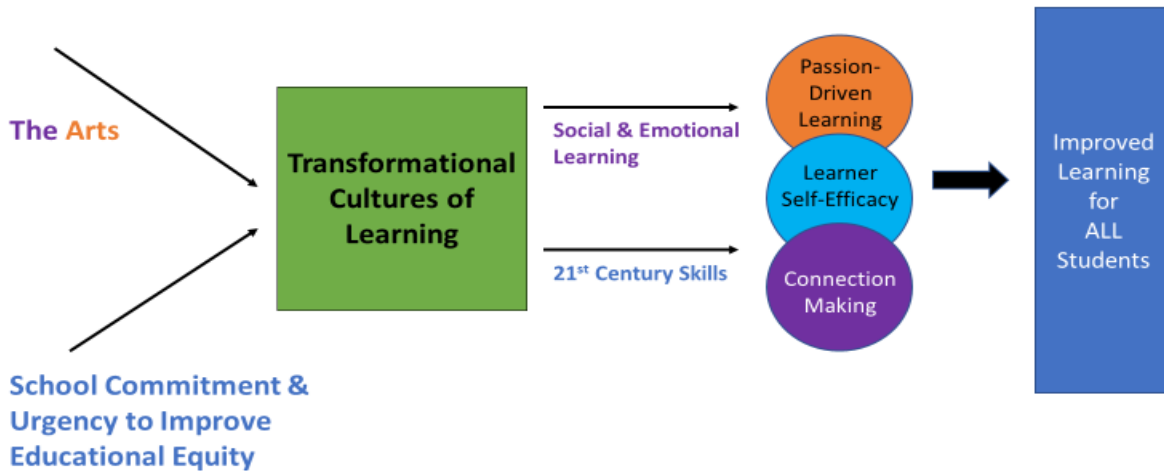 The Arts
School Commitment &
Urgency to Improve
Educational Equity
Transformational
Cultures of
Learning
Social & Emotional
Learning
21st Century Skills
Passion-
Driven
Learning
Learner
Self-Efficacy
Connection
Making
Improved
Learning
for
ALL
Students